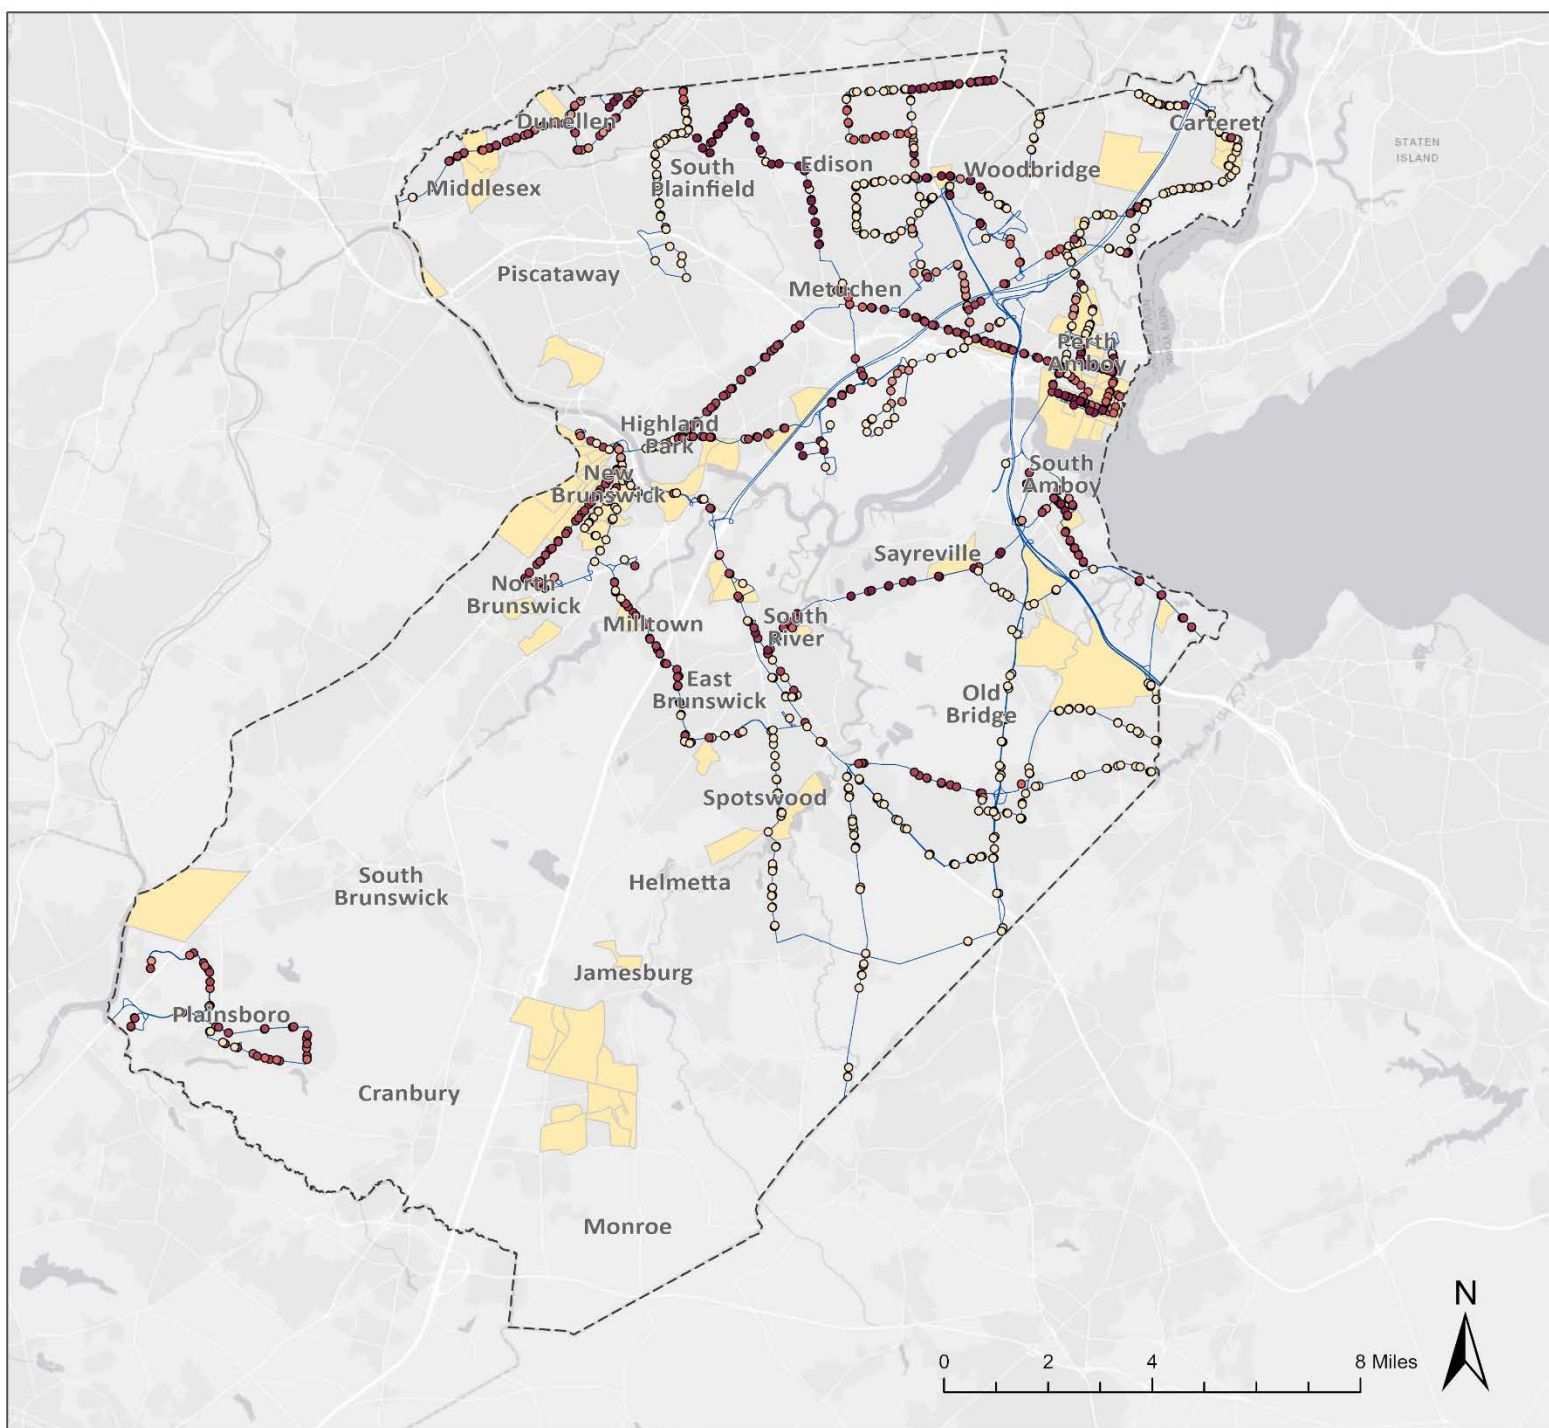 Dunellen
Carteret
STATEN
ISLAND
Middlesex
South
Plainfield
Edison
Woodbridge
Piscataway
Metuchen
Perth
Amboy
Highland
Park
New
Brunswick
South
Amboy
Sayreville
North
Brunswick
Milltown
South
River
East
Brunswick
Old
Bridge
Spotswood
South
Brunswick
Helmetta
Jamesburg
Plainsboro
Cranbury
Monroe
N
0 2 4 8 Miles